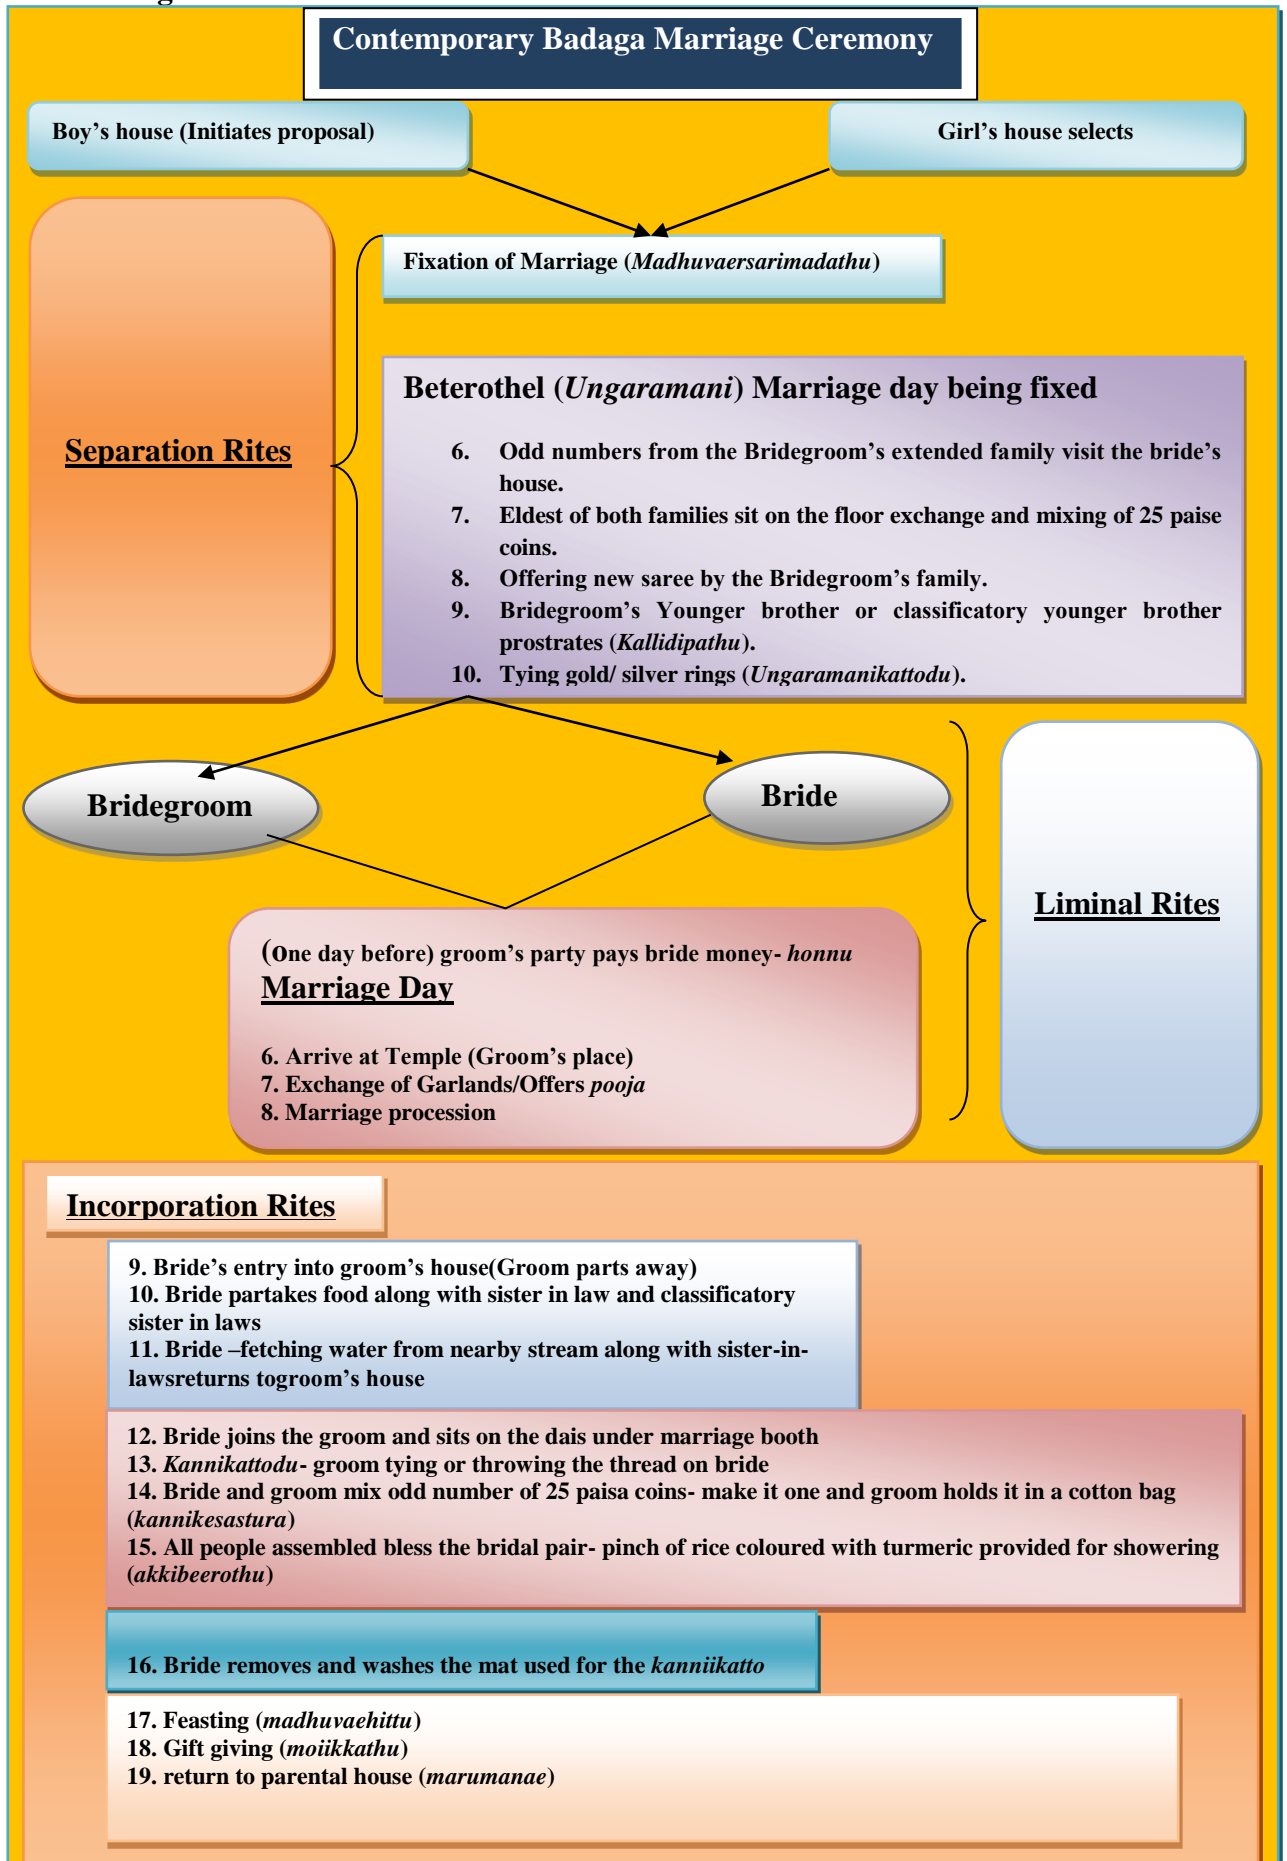 Contemporary Badaga Marriage Ceremony
Boy’s house (Initiates proposal)
Girl’s house selects
Fixation of Marriage (Madhuvaersarimadathu)
Separation Rites
Beterothel (Ungaramani) Marriage day being fixed
6. Odd numbers from the Bridegroom’s extended family visit the bride’s
house.
7. Eldest of both families sit on the floor exchange and mixing of 25 paise
coins.
8. Offering new saree by the Bridegroom’s family.
9. Bridegroom’s Younger brother or classificatory younger brother
prostrates (Kallidipathu).
10. Tying gold/ silver rings (Ungaramanikattodu).
Bridegroom
Bride
Liminal Rites
(One day before) groom’s party pays bride money- honnu
Marriage Day
6. Arrive at Temple (Groom’s place)
7. Exchange of Garlands/Offers pooja
8. Marriage procession
Incorporation Rites
9. Bride’s entry into groom’s house(Groom parts away)
10. Bride partakes food along with sister in law and classificatory
sister in laws
11. Bride –fetching water from nearby stream along with sister-in-
lawsreturns togroom’s house
12. Bride joins the groom and sits on the dais under marriage booth
13. Kannikattodu- groom tying or throwing the thread on bride
14. Bride and groom mix odd number of 25 paisa coins- make it one and groom holds it in a cotton bag
(kannikesastura)
15. All people assembled bless the bridal pair- pinch of rice coloured with turmeric provided for showering
(akkibeerothu)
16. Bride removes and washes the mat used for the kanniikatto
17. Feasting (madhuvaehittu)
18. Gift giving (moiikkathu)
19. return to parental house (marumanae)